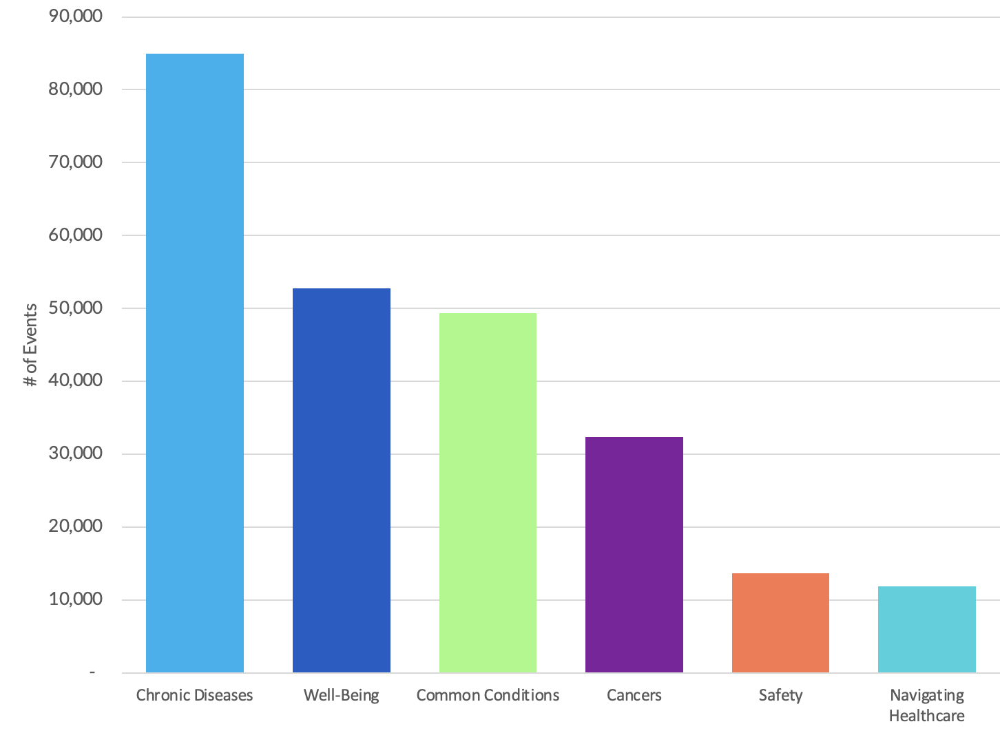 90,000
80,000
70,000
60,000
50,000
40,000
30,000
20,000
10,000
-
# of Events
Chronic Diseases
Well-Being
Common Conditions
Cancers
Safety
Navigating
Healthcare